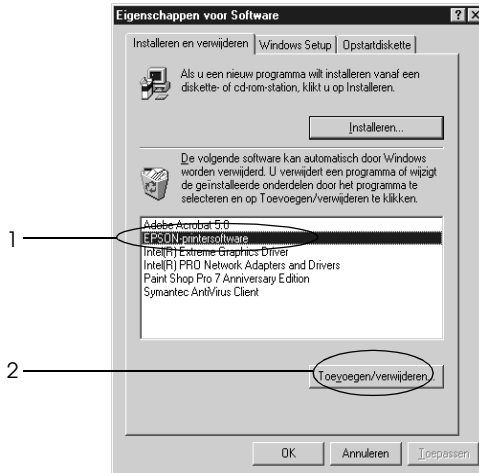 Eigenschappen voor Software
Installeren en verwijderen Windows Setup Opstartdiskette
Als u een nieuw programma wilt installeren vanaf een
diskette- of cd-rom-station, klikt u op Installeren.
Installeren...
De volgende software kan automatisch door Windows
worden verwijderd. U verwijdert een programma of wijzigt
de geïnstalleerde onderdelen door het programma te
selecteren en op Toevoegen/verwijderen te klikken.
Adobe Acrobat 5.0
1 EPSON-printersoftware
Intel(R) Extreme Graphics Driver
Intel(R) PRO Network Adapters and Drivers
Paint Shop Pro 7 Anniversary Edition
Symantec AntiVirus Client
2 Toevoegen/verwijderen...
OK Annuleren Toepassen